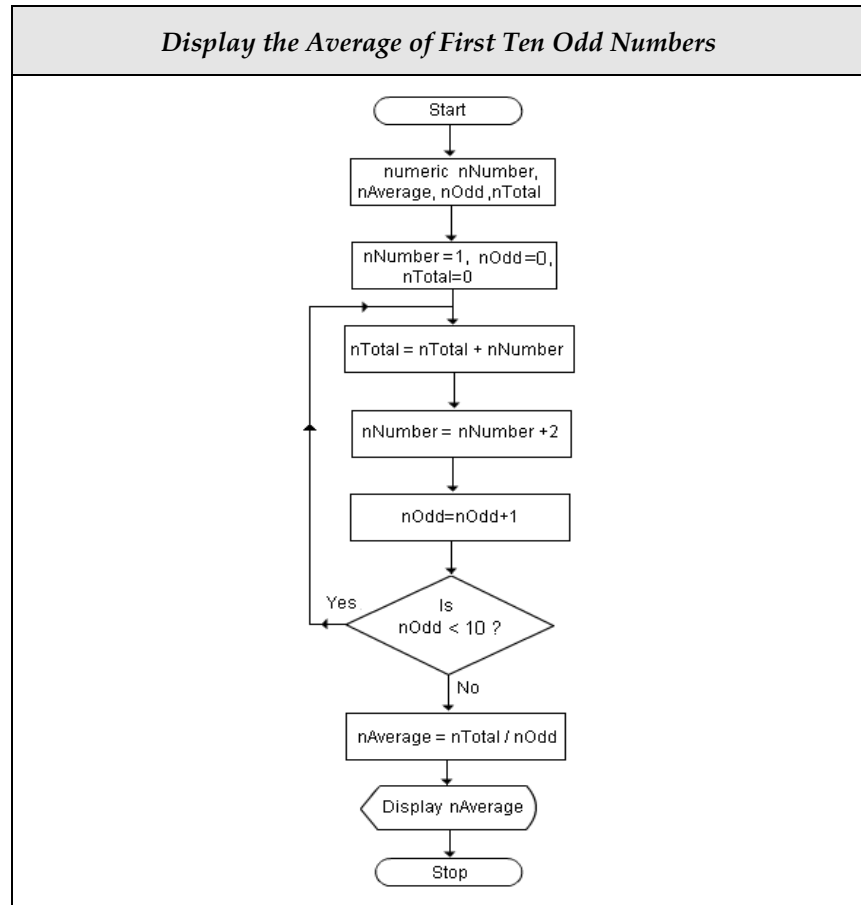 Display the Average of First Ten Odd Numbers
Start
numeric nNumber,
nAverage, nOdd ,nTotal
nNumber=1, nOdd=0,
nTotal=0
nTotal = nTotal + nNumber
nNumber = nNumber +2
nOdd=nOdd+1
Yes
Is
nOdd < 10 ?
No
nAverage = nTotal / nOdd
Display nAverage
Stop